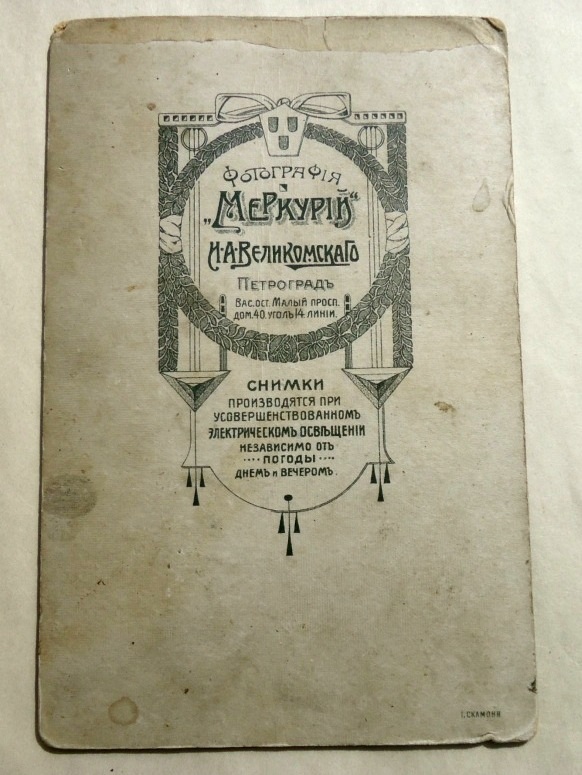 Фотографія
„Меркурій"
И.А.Великомскаго
Петроградъ
Вас.ост. Малый просп.
дом.40.уголъ 14 линіи.
СНИМКИ
ПРОИЗВОДЯТСЯ ПРИ
УСОВЕРШЕНСТВОВАННОМЪ
ЭЛЕКТРИЧЕСКОМЪ ОСВѢЩЕНІИ
НЕЗАВИСИМО ОТЪ
····ПОГОДЫ····
ДНЕМЪ и ВЕЧЕРОМЪ.
І.СКАМОНИ